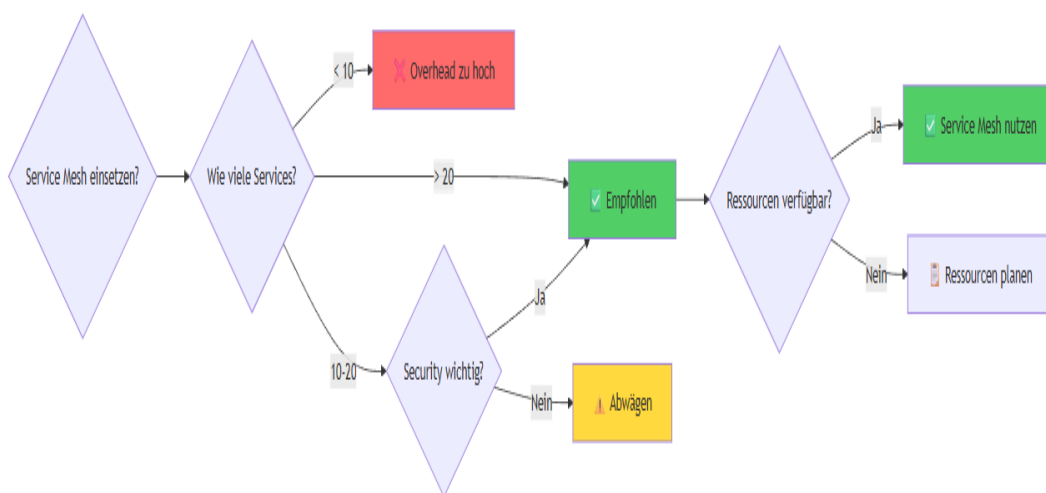 Service Mesh einsetzen?
Wie viele Services?
< 10
❌ Overhead zu hoch
> 20
10-20
Security wichtig?
Ja
Nein
✅ Empfohlen
⚠️ Abwägen
Ressourcen verfügbar?
Ja
✅ Service Mesh nutzen
Nein
📋 Ressourcen planen